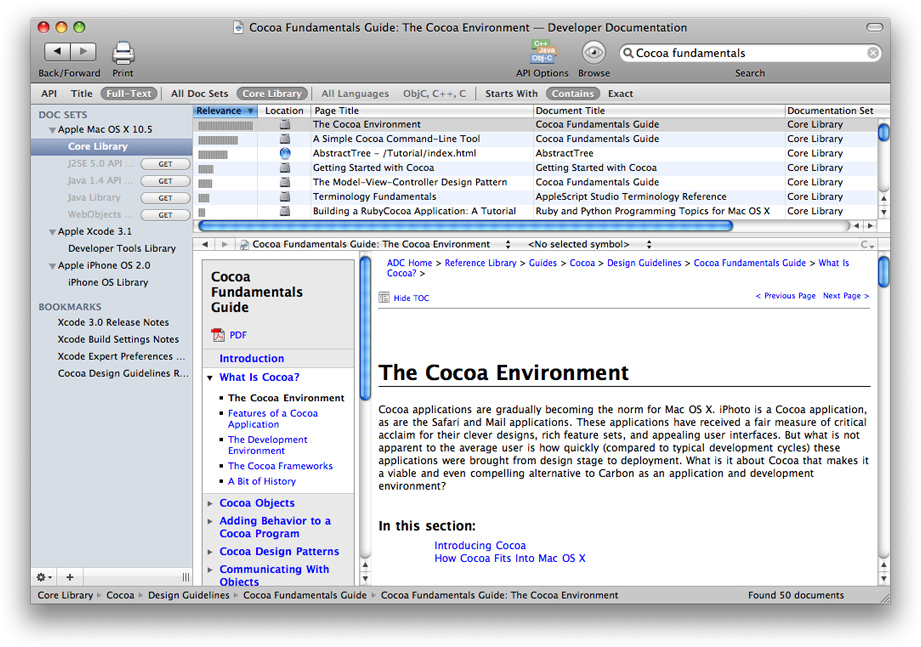 Cocoa Fundamentals Guide: The Cocoa Environment — Developer Documentation
C++
Java
Obj-C
Cocoa fundamentals
Back/Forward Print API Options Browse Search
API Title Full-Text All Doc Sets Core Library All Languages ObjC, C++, C Starts With Contains Exact
DOC SETS
Apple Mac OS X 10.5
Core Library
J2SE 5.0 API ... GET
Java 1.4 API ... GET
Java Library GET
WebObjects ... GET
Apple Xcode 3.1
Developer Tools Library
Apple iPhone OS 2.0
iPhone OS Library
BOOKMARKS
Xcode 3.0 Release Notes
Xcode Build Settings Notes
Xcode Expert Preferences ...
Cocoa Design Guidelines R...
Relevance Location Page Title Document Title Documentation Set
The Cocoa Environment Cocoa Fundamentals Guide Core Library
A Simple Cocoa Command-Line Tool Cocoa Fundamentals Guide Core Library
AbstractTree - /Tutorial/index.html AbstractTree Core Library
Getting Started with Cocoa Getting Started with Cocoa Core Library
The Model-View-Controller Design Pattern Cocoa Fundamentals Guide Core Library
Terminology Fundamentals AppleScript Studio Terminology Reference Core Library
Building a RubyCocoa Application: A Tutorial Ruby and Python Programming Topics for Mac OS X Core Library
Cocoa Fundamentals Guide: The Cocoa Environment <No selected symbol> C
Cocoa
Fundamentals
Guide
PDF
Introduction
What Is Cocoa?
The Cocoa Environment
Features of a Cocoa
Application
The Development
Environment
The Cocoa Frameworks
A Bit of History
Cocoa Objects
Adding Behavior to a
Cocoa Program
Cocoa Design Patterns
Communicating With
Objects
ADC Home > Reference Library > Guides > Cocoa > Design Guidelines > Cocoa Fundamentals Guide > What Is
Cocoa? >
Hide TOC < Previous Page Next Page >
The Cocoa Environment
Cocoa applications are gradually becoming the norm for Mac OS X. iPhoto is a Cocoa application,
as are the Safari and Mail applications. These applications have received a fair measure of critical
acclaim for their clever designs, rich feature sets, and appealing user interfaces. But what is not
apparent to the average user is how quickly (compared to typical development cycles) these
applications were brought from design stage to deployment. What is it about Cocoa that makes it
a viable and even compelling alternative to Carbon as an application and development
environment?
In this section:
Introducing Cocoa
How Cocoa Fits Into Mac OS X
Core Library Cocoa Design Guidelines Cocoa Fundamentals Guide Cocoa Fundamentals Guide: The Cocoa Environment Found 50 documents